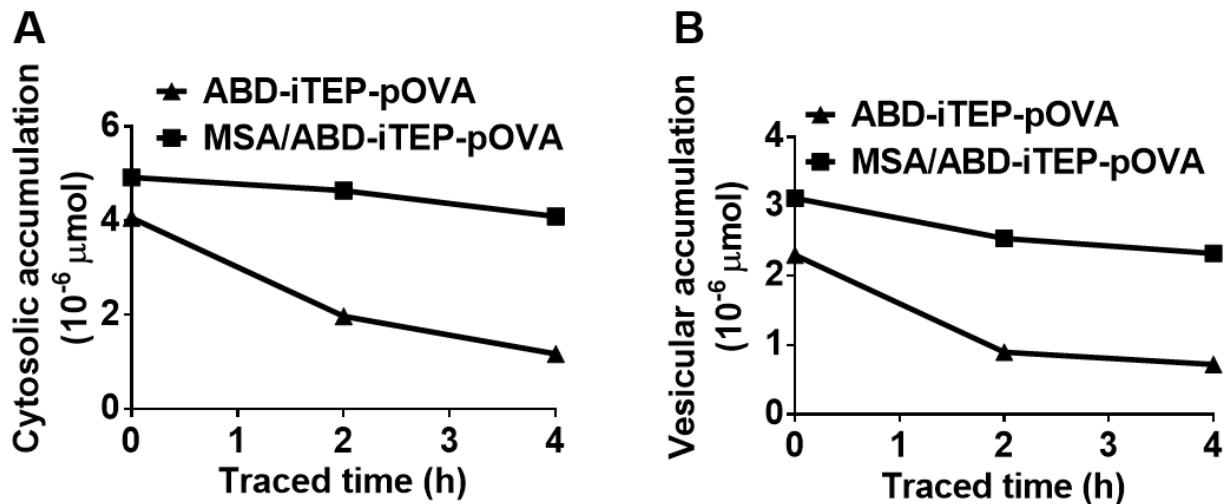 A
Cytosolic accumulation
(10⁻⁶ μmol)
ABD-iTEP-pOVA
MSA/ABD-iTEP-pOVA
6
4
2
0
0 1 2 3 4
Traced time (h)
B
Vesicular accumulation
(10⁻⁶ μmol)
ABD-iTEP-pOVA
MSA/ABD-iTEP-pOVA
4
3
2
1
0
0 1 2 3 4
Traced time (h)